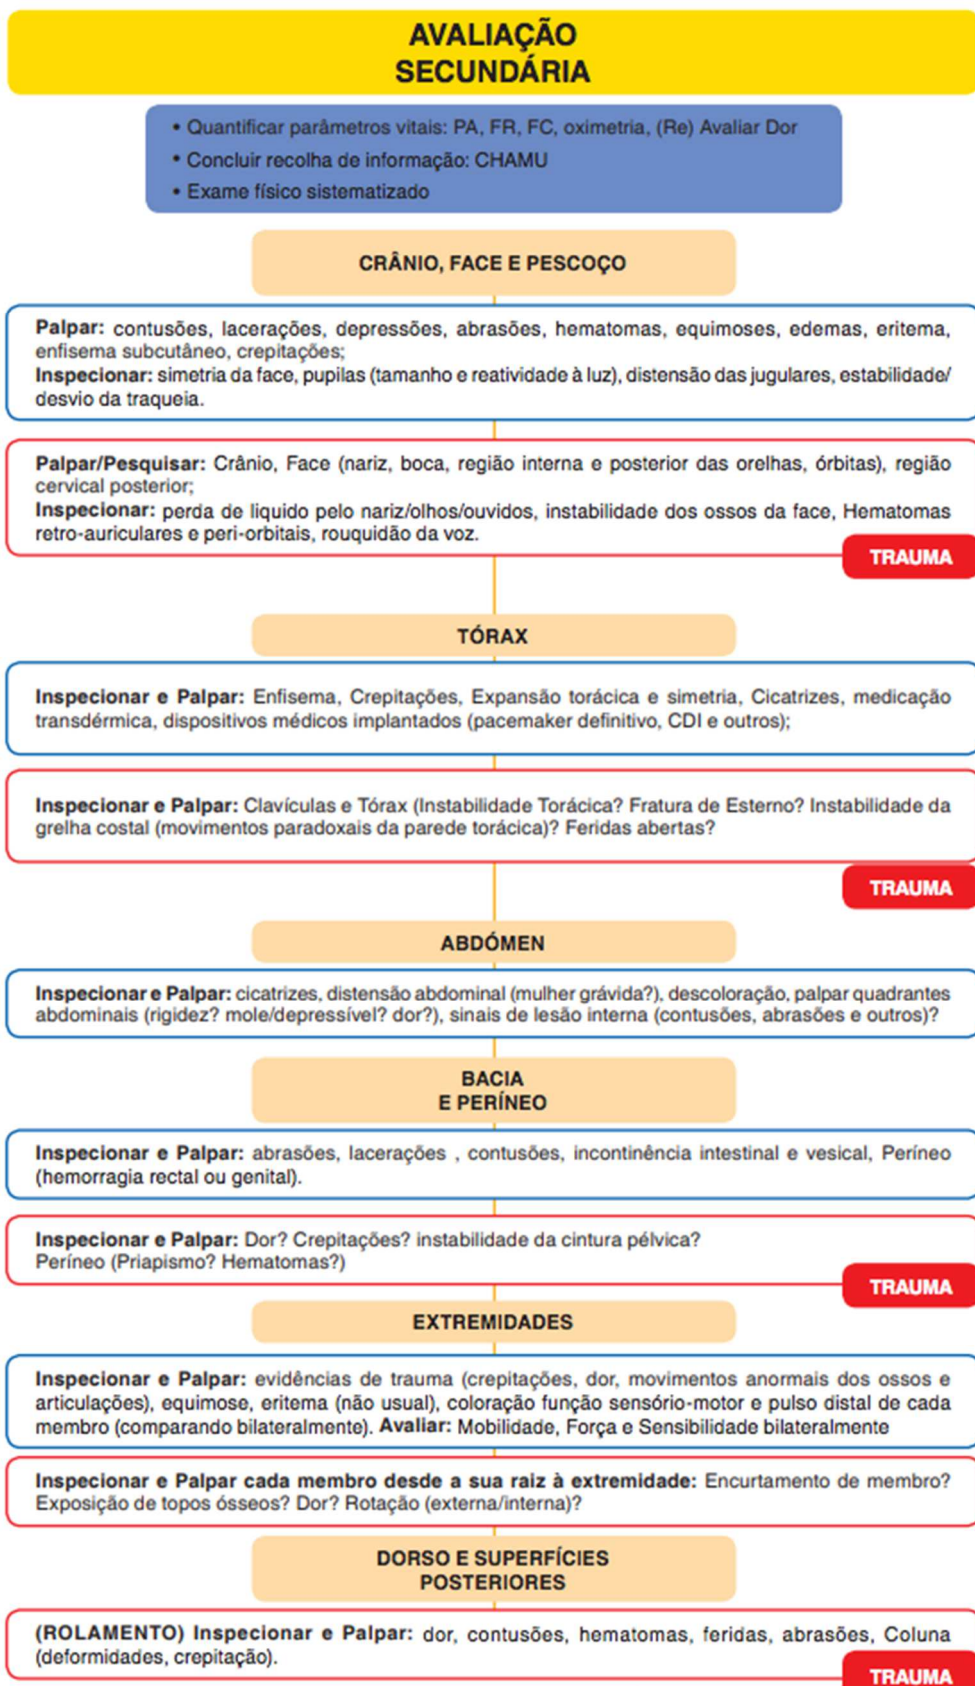 AVALIAÇÃO
SECUNDÁRIA
• Quantificar parâmetros vitais: PA, FR, FC, oximetria, (Re) Avaliar Dor
• Concluir recolha de informação: CHAMU
• Exame físico sistematizado
CRÂNIO, FACE E PESCOÇO
Palpar: contusões, lacerações, depressões, abrasões, hematomas, equimoses, edemas, eritema,
enfisema subcutâneo, crepitações;
Inspecionar: simetria da face, pupilas (tamanho e reatividade à luz), distensão das jugulares, estabilidade/
desvio da traqueia.
Palpar/Pesquisar: Crânio, Face (nariz, boca, região interna e posterior das orelhas, órbitas), região
cervical posterior;
Inspecionar: perda de liquido pelo nariz/olhos/ouvidos, instabilidade dos ossos da face, Hematomas
retro-auriculares e peri-orbitais, rouquidão da voz.
TRAUMA
TÓRAX
Inspecionar e Palpar: Enfisema, Crepitações, Expansão torácica e simetria, Cicatrizes, medicação
transdérmica, dispositivos médicos implantados (pacemaker definitivo, CDI e outros);
Inspecionar e Palpar: Clavículas e Tórax (Instabilidade Torácica? Fratura de Esterno? Instabilidade da
grelha costal (movimentos paradoxais da parede torácica)? Feridas abertas?
TRAUMA
ABDÓMEN
Inspecionar e Palpar: cicatrizes, distensão abdominal (mulher grávida?), descoloração, palpar quadrantes
abdominais (rigidez? mole/depressível? dor?), sinais de lesão interna (contusões, abrasões e outros)?
BACIA
E PERÍNEO
Inspecionar e Palpar: abrasões, lacerações , contusões, incontinência intestinal e vesical, Períneo
(hemorragia rectal ou genital).
Inspecionar e Palpar: Dor? Crepitações? instabilidade da cintura pélvica?
Períneo (Priapismo? Hematomas?)
TRAUMA
EXTREMIDADES
Inspecionar e Palpar: evidências de trauma (crepitações, dor, movimentos anormais dos ossos e
articulações), equimose, eritema (não usual), coloração função sensório-motor e pulso distal de cada
membro (comparando bilateralmente). Avaliar: Mobilidade, Força e Sensibilidade bilateralmente
Inspecionar e Palpar cada membro desde a sua raiz à extremidade: Encurtamento de membro?
Exposição de topos ósseos? Dor? Rotação (externa/interna)?
DORSO E SUPERFÍCIES
POSTERIORES
(ROLAMENTO) Inspecionar e Palpar: dor, contusões, hematomas, feridas, abrasões, Coluna
(deformidades, crepitação).
TRAUMA